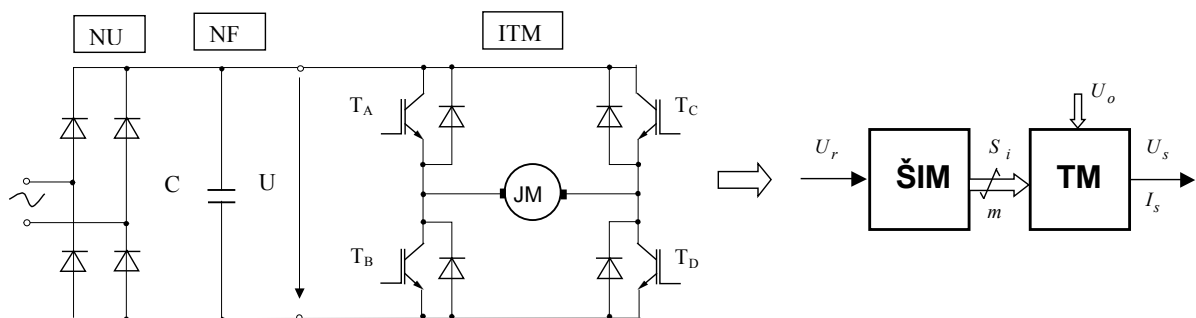 NU
NF
ITM
T_A
T_C
C
U
JM
T_B
T_D
U_r
ŠIM
S_i
m
U_o
TM
U_s
I_s